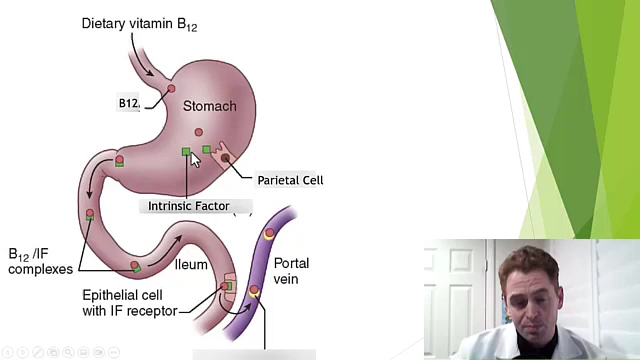 Dietary vitamin B12
B12.
Stomach
Parietal Cell
Intrinsic Factor
B12 /IF
complexes
Ileum
Portal
vein
Epithelial cell
with IF receptor